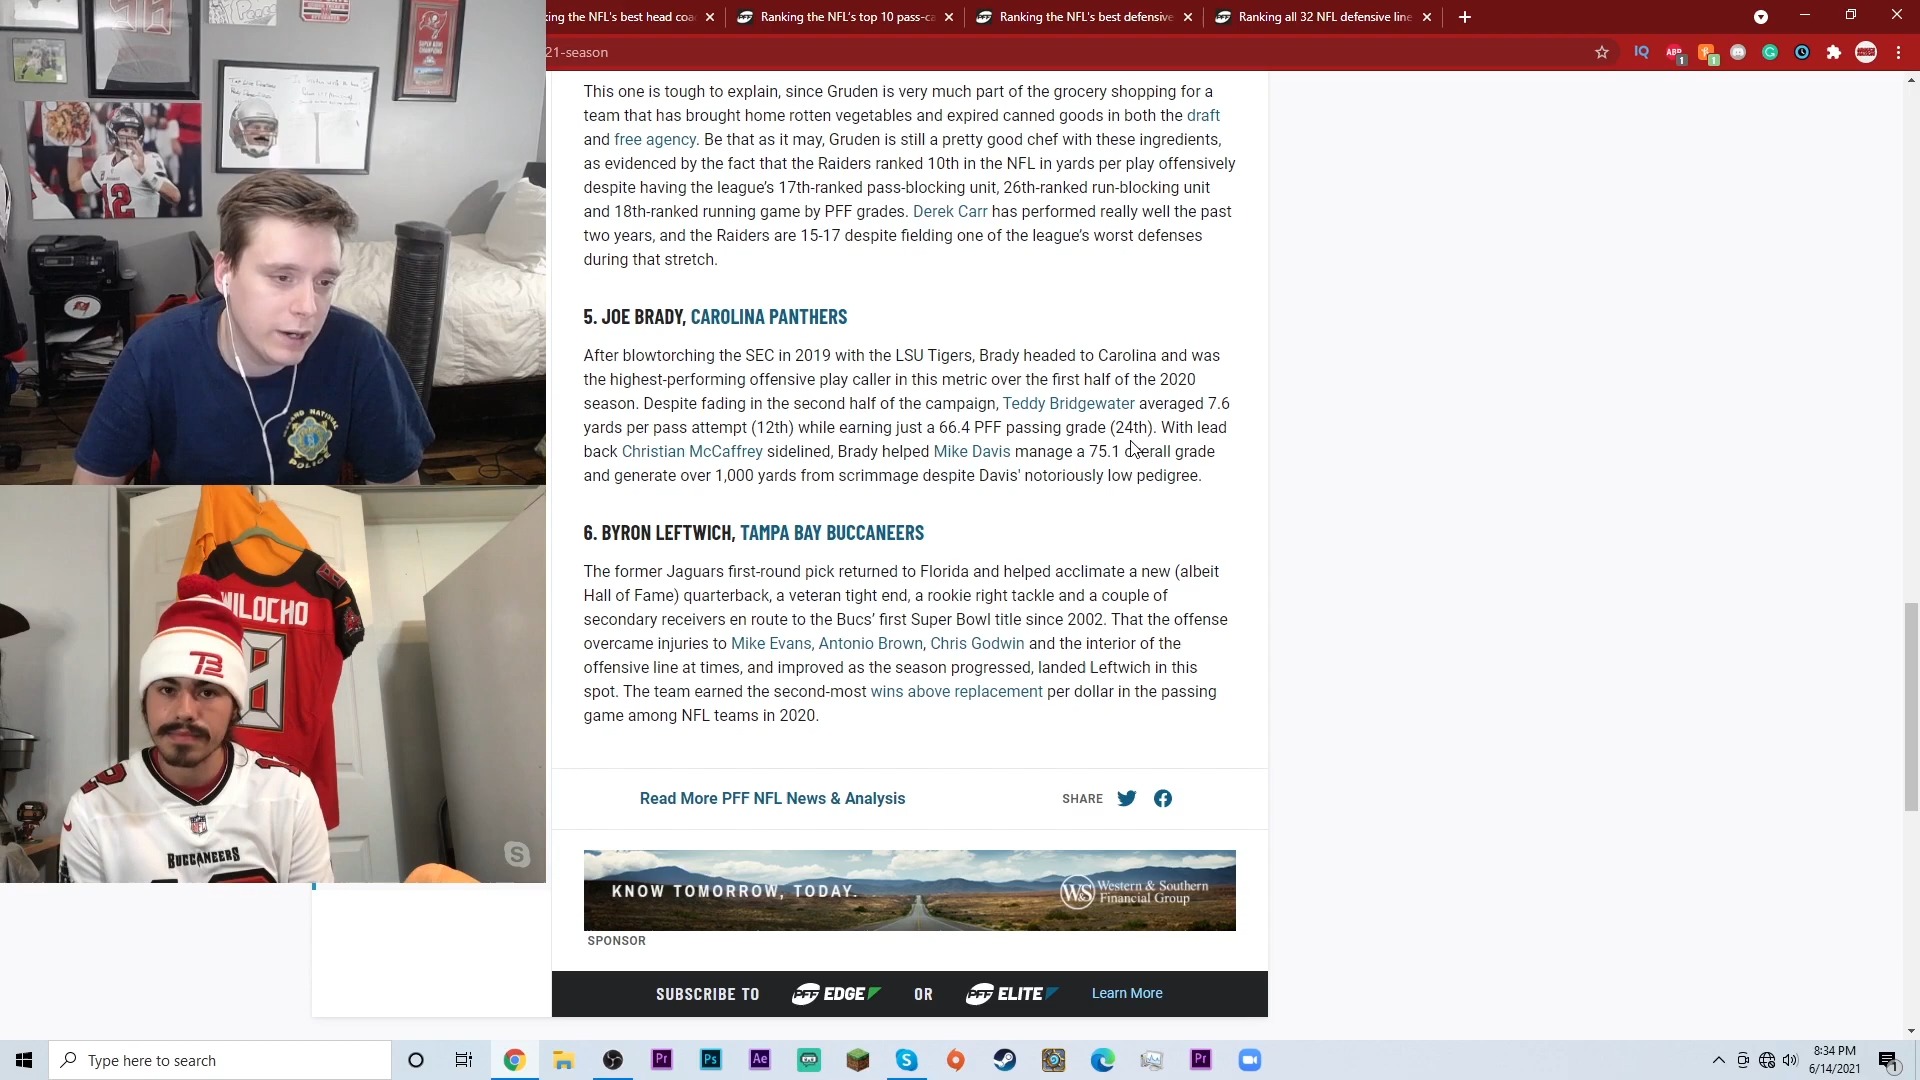 king the NFL's best head coa
Ranking the NFL's top 10 pass-ca
Ranking the NFL's best defensive
Ranking all 32 NFL defensive line
21-season
This one is tough to explain, since Gruden is very much part of the grocery shopping for a
team that has brought home rotten vegetables and expired canned goods in both the draft
and free agency. Be that as it may, Gruden is still a pretty good chef with these ingredients,
as evidenced by the fact that the Raiders ranked 10th in the NFL in yards per play offensively
despite having the league's 17th-ranked pass-blocking unit, 26th-ranked run-blocking unit
and 18th-ranked running game by PFF grades. Derek Carr has performed really well the past
two years, and the Raiders are 15-17 despite fielding one of the league's worst defenses
during that stretch.
5. JOE BRADY, CAROLINA PANTHERS
After blowtorching the SEC in 2019 with the LSU Tigers, Brady headed to Carolina and was
the highest-performing offensive play caller in this metric over the first half of the 2020
season. Despite fading in the second half of the campaign, Teddy Bridgewater averaged 7.6
yards per pass attempt (12th) while earning just a 66.4 PFF passing grade (24th). With lead
back Christian McCaffrey sidelined, Brady helped Mike Davis manage a 75.1 overall grade
and generate over 1,000 yards from scrimmage despite Davis' notoriously low pedigree.
6. BYRON LEFTWICH, TAMPA BAY BUCCANEERS
The former Jaguars first-round pick returned to Florida and helped acclimate a new (albeit
Hall of Fame) quarterback, a veteran tight end, a rookie right tackle and a couple of
secondary receivers en route to the Bucs' first Super Bowl title since 2002. That the offense
overcame injuries to Mike Evans, Antonio Brown, Chris Godwin and the interior of the
offensive line at times, and improved as the season progressed, landed Leftwich in this
spot. The team earned the second-most wins above replacement per dollar in the passing
game among NFL teams in 2020.
Read More PFF NFL News & Analysis
SHARE
KNOW TOMORROW, TODAY.
W&S Western & Southern
Financial Group
SPONSOR
SUBSCRIBE TO PFF EDGE OR PFF ELITE Learn More
Type here to search
8:34 PM
6/14/2021
12
POLICE
TB
BUCCANEERS
NFL
S